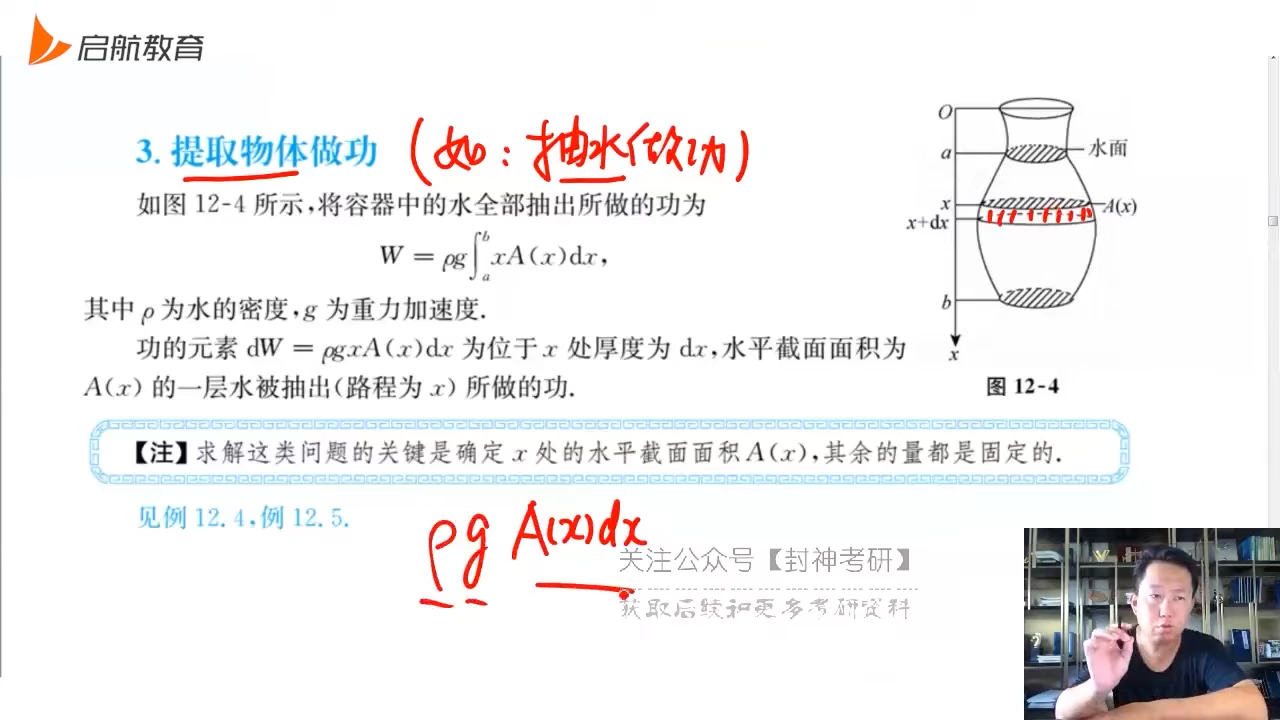 启航教育
3. 提取物体做功 (如：抽水做功)
如图 12-4 所示,将容器中的水全部抽出所做的功为
W = ρg∫_a^b xA(x)dx,
其中 ρ 为水的密度,g 为重力加速度.
功的元素 dW = ρgxA(x)dx 为位于 x 处厚度为 dx,水平截面面积为
A(x) 的一层水被抽出(路程为 x) 所做的功.
O
a
水面
x
A(x)
x+dx
b
x
图 12-4
【注】求解这类问题的关键是确定 x 处的水平截面面积 A(x),其余的量都是固定的.
见例 12.4,例 12.5.
ρg A(x)dx
关注公众号【封神考研】
获取后续和更多考研资料